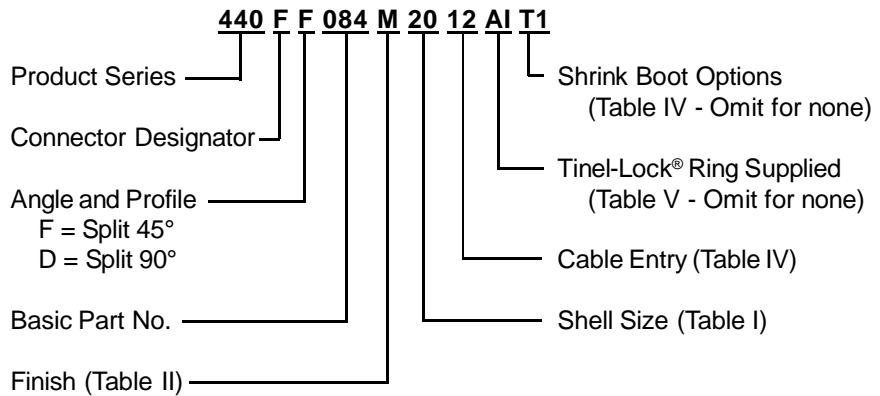 440 F F 084 M 20 12 AI T1
Product Series
Connector Designator
Angle and Profile
F = Split 45°
D = Split 90°
Basic Part No.
Finish (Table II)
Shrink Boot Options
(Table IV - Omit for none)
Tinel-Lock® Ring Supplied
(Table V - Omit for none)
Cable Entry (Table IV)
Shell Size (Table I)